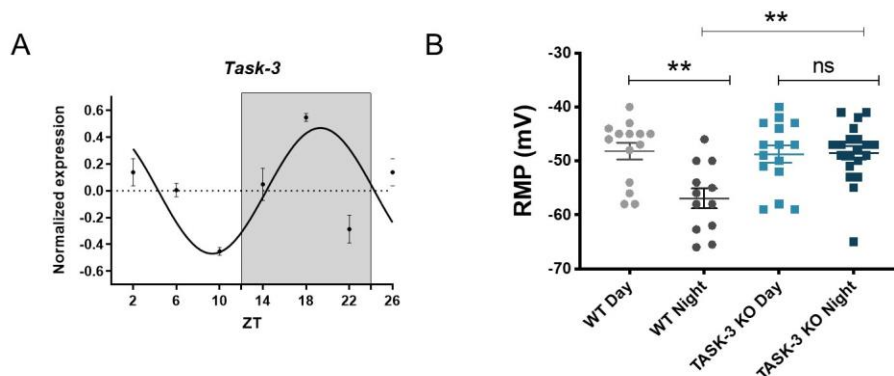 A
Task-3
Normalized expression
0.6
0.4
0.2
0.0
-0.2
-0.4
-0.6
2
6
10
14
18
22
26
ZT
B
**
**
ns
RMP (mV)
-30
-40
-50
-60
-70
WT Day
WT Night
TASK-3 KO Day
TASK-3 KO Night